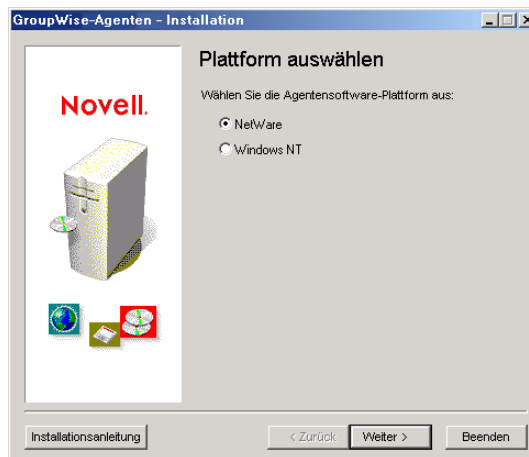 GroupWise-Agenten – Installation
Novell.
Plattform auswählen
Wählen Sie die Agentensoftware-Plattform aus:
NetWare
Windows NT
Installationsanleitung
< Zurück
Weiter >
Beenden